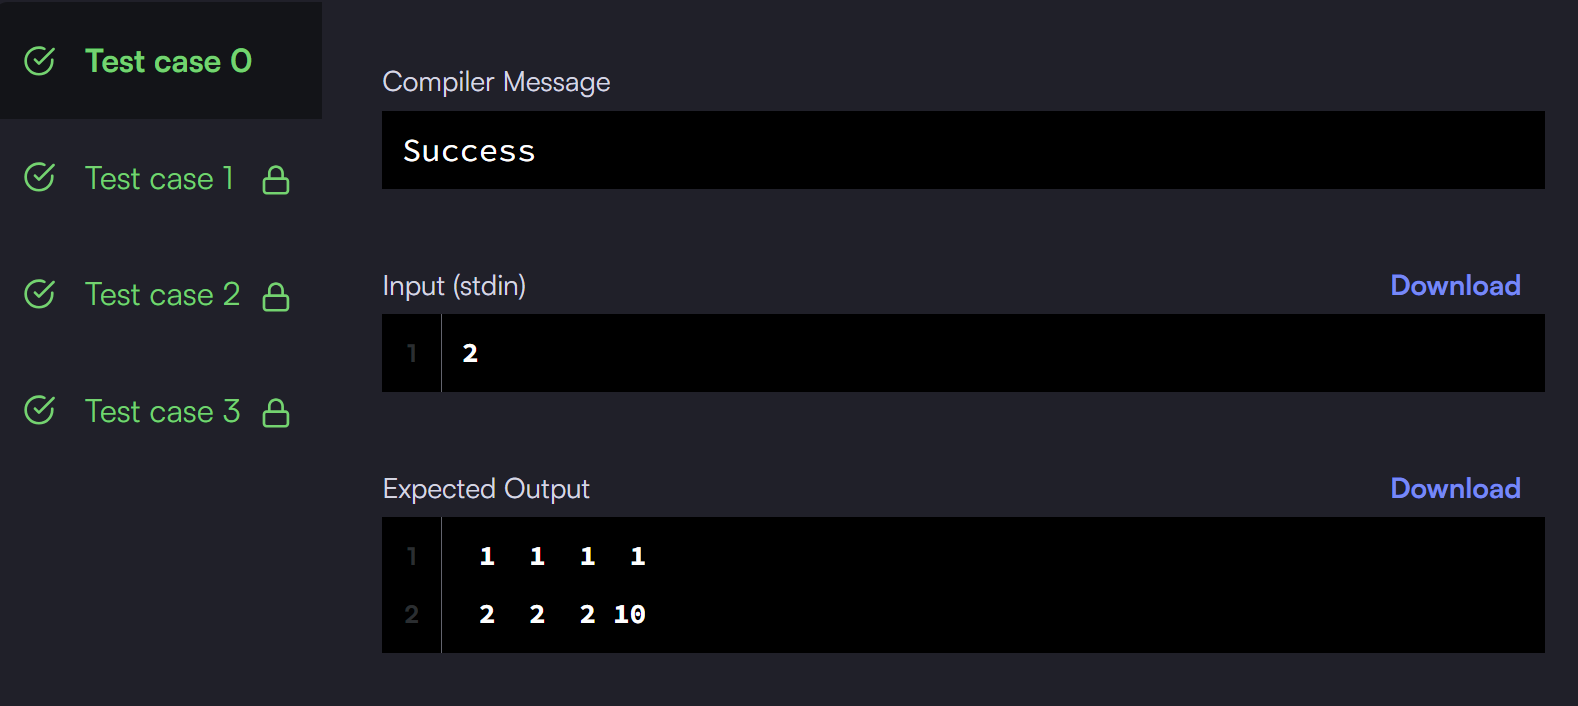 Test case 0
Test case 1
Test case 2
Test case 3
Compiler Message
Success
Input (stdin)
Download
1 2
Expected Output
Download
1  1  1  1  1
2  2  2  2 10